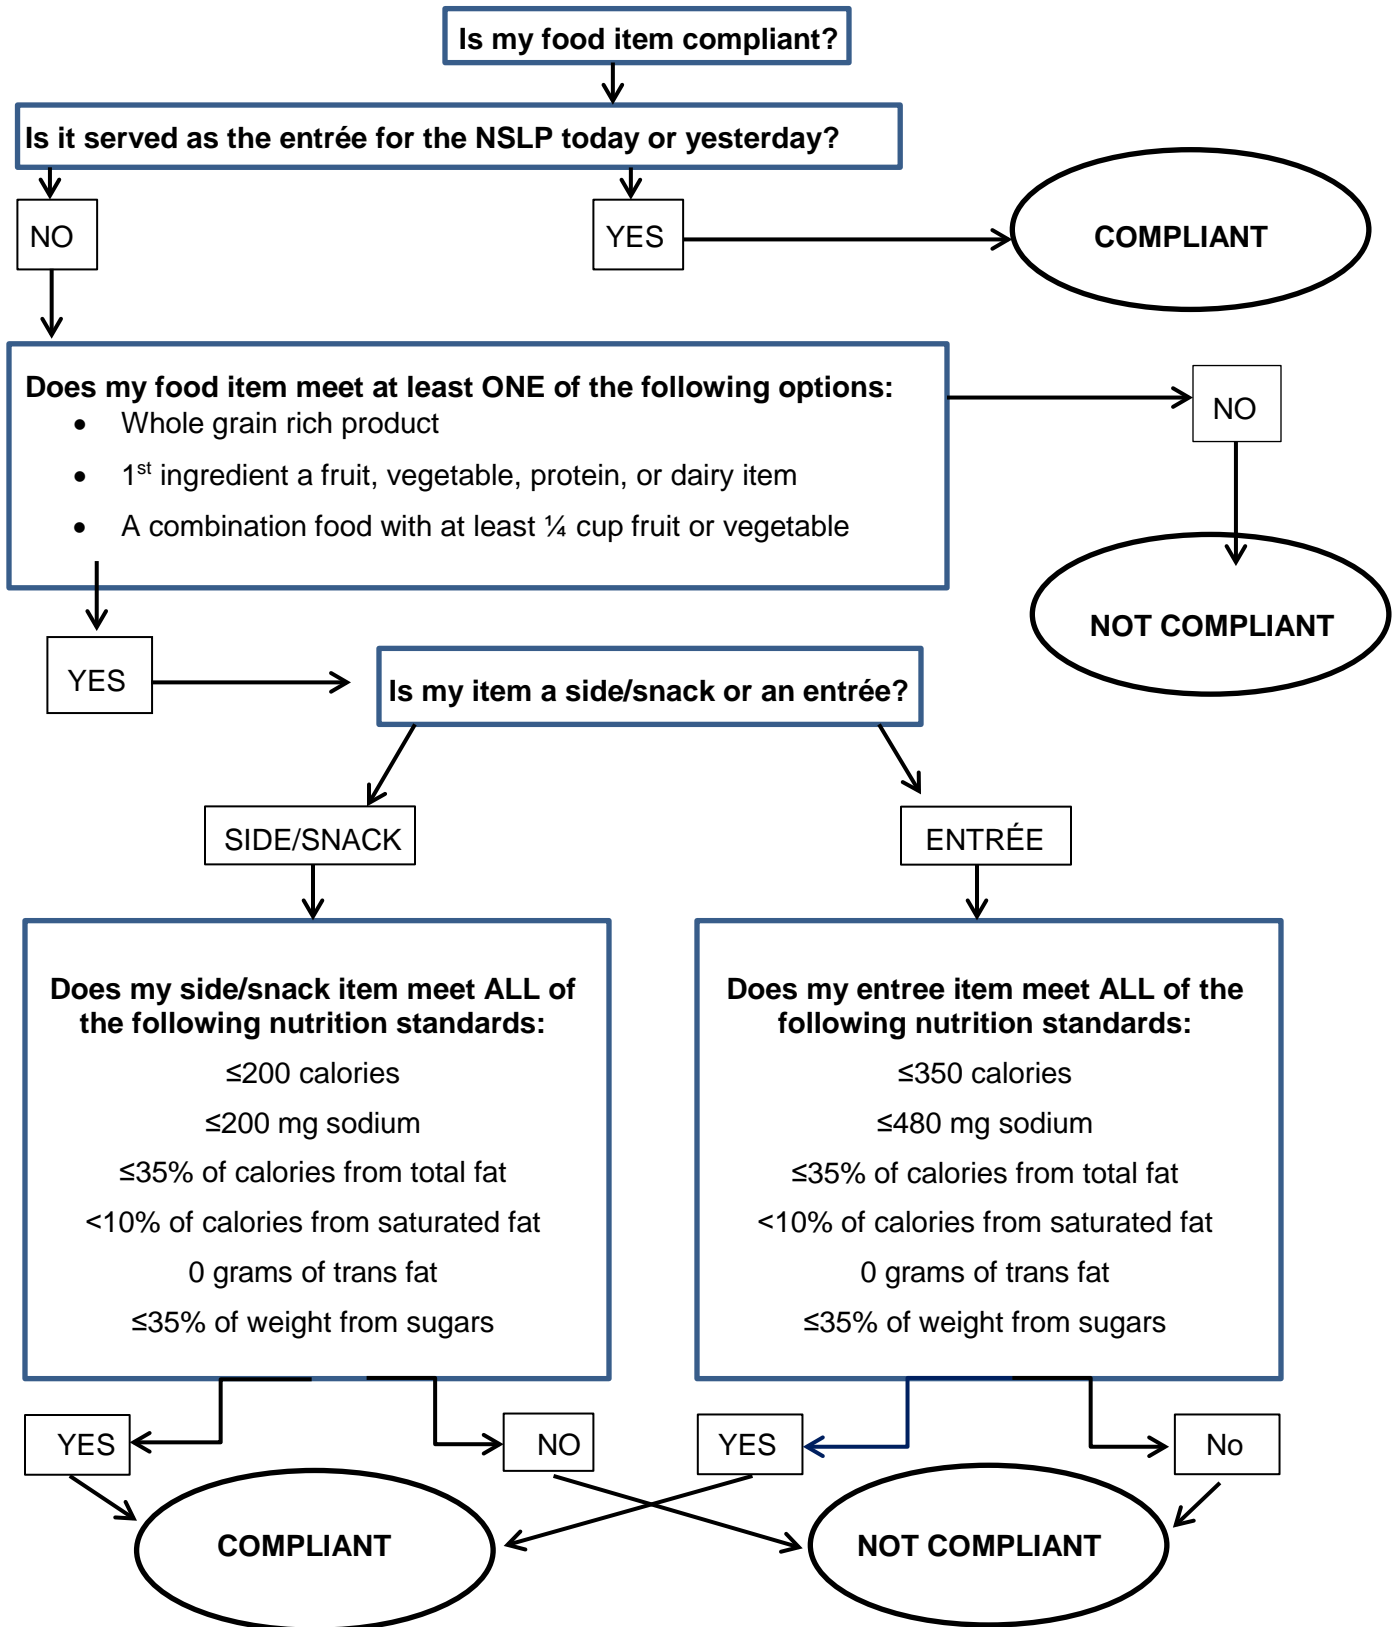 Is my food item compliant?
Is it served as the entrée for the NSLP today or yesterday?
NO
YES
COMPLIANT
Does my food item meet at least ONE of the following options:
• Whole grain rich product
• 1st ingredient a fruit, vegetable, protein, or dairy item
• A combination food with at least ¼ cup fruit or vegetable
NO
NOT COMPLIANT
YES
Is my item a side/snack or an entrée?
SIDE/SNACK
ENTRÉE
Does my side/snack item meet ALL of
the following nutrition standards:
≤200 calories
≤200 mg sodium
≤35% of calories from total fat
<10% of calories from saturated fat
0 grams of trans fat
≤35% of weight from sugars
Does my entree item meet ALL of the
following nutrition standards:
≤350 calories
≤480 mg sodium
≤35% of calories from total fat
<10% of calories from saturated fat
0 grams of trans fat
≤35% of weight from sugars
YES
NO
YES
No
COMPLIANT
NOT COMPLIANT